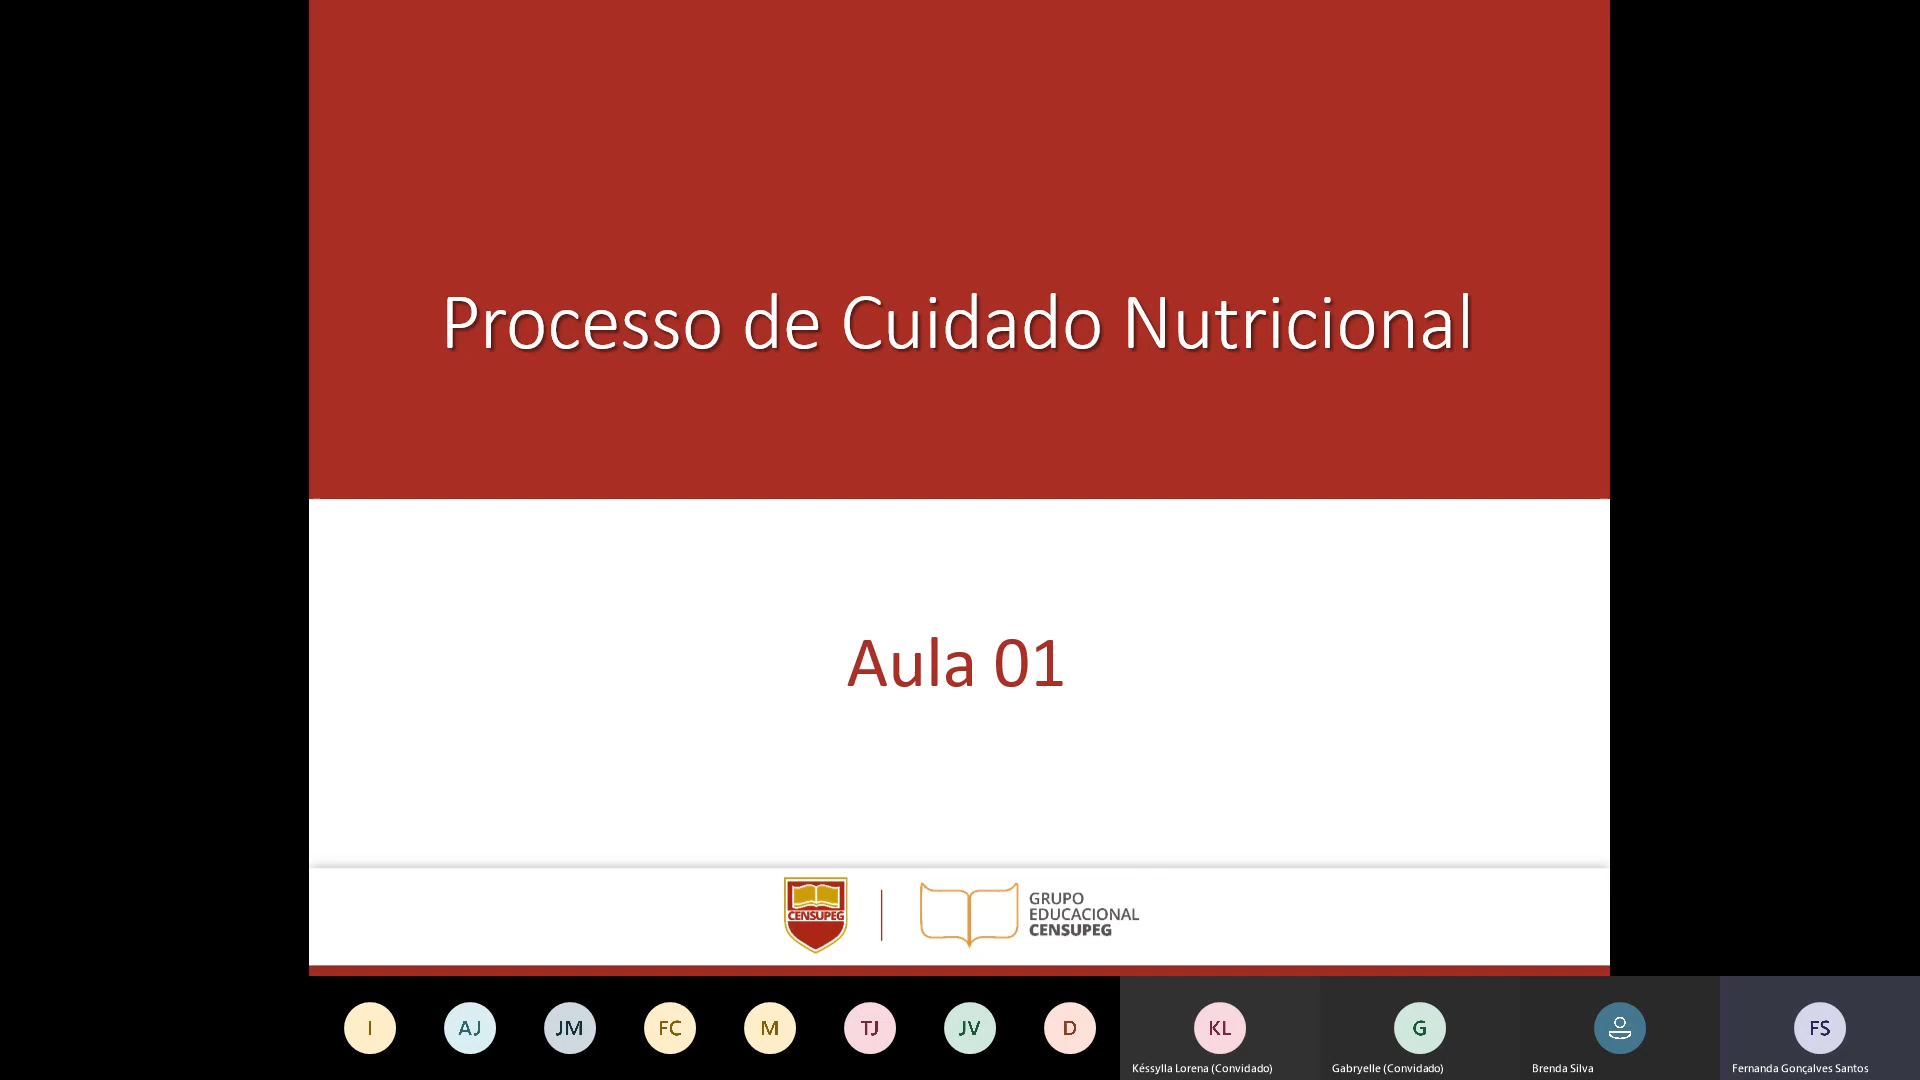 Processo de Cuidado Nutricional
Aula 01
CENSUPEG
GRUPO
EDUCACIONAL
CENSUPEG
I
AJ
JM
FC
M
TJ
JV
D
KL
G
FS
Késsylla Lorena (Convidado)
Gabryelle (Convidado)
Brenda Silva
Fernanda Gonçalves Santos